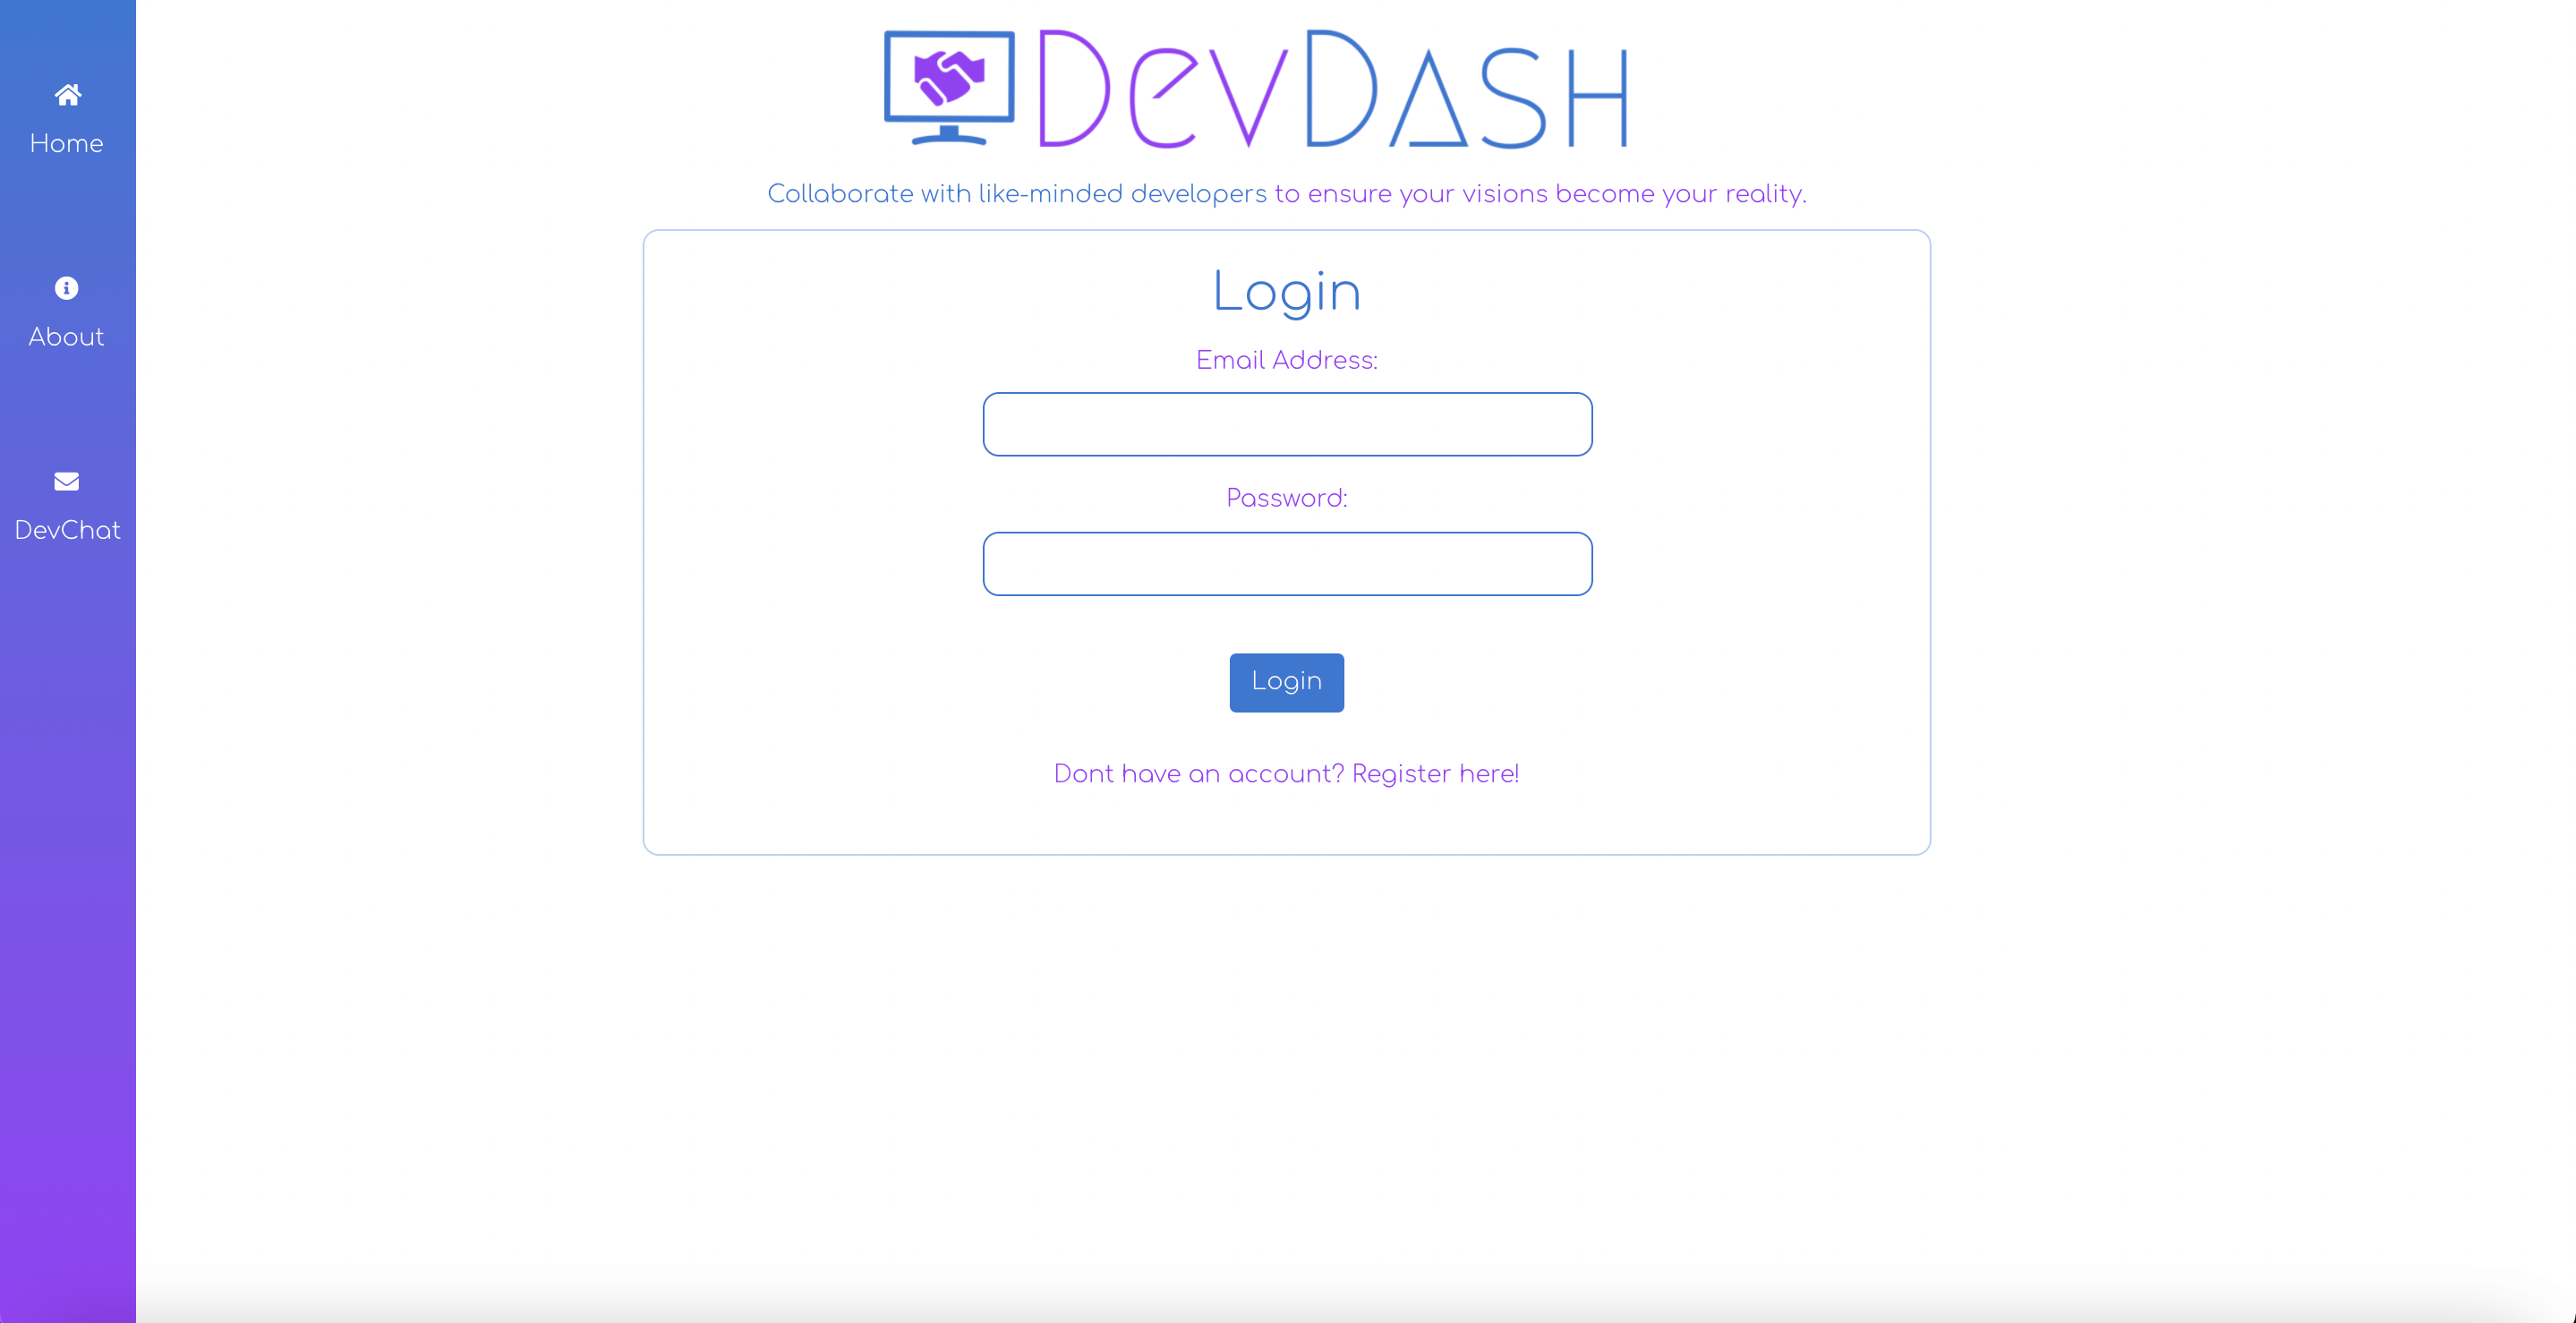 Home
About
DevChat
DevDASH
Collaborate with like-minded developers to ensure your visions become your reality.
Login
Email Address:
Password:
Login
Dont have an account? Register here!